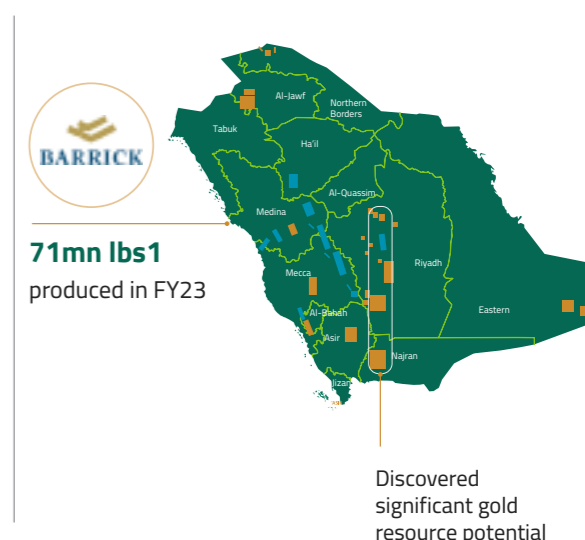 BARRICK
71mn lbs1
produced in FY23
Al-Jawf
Northern
Borders
Tabuk
Ha'il
Al-Quassim
Medina
Riyadh
Mecca
Eastern
Al-Bahah
Asir
Najran
Jizan
Discovered
significant gold
resource potential